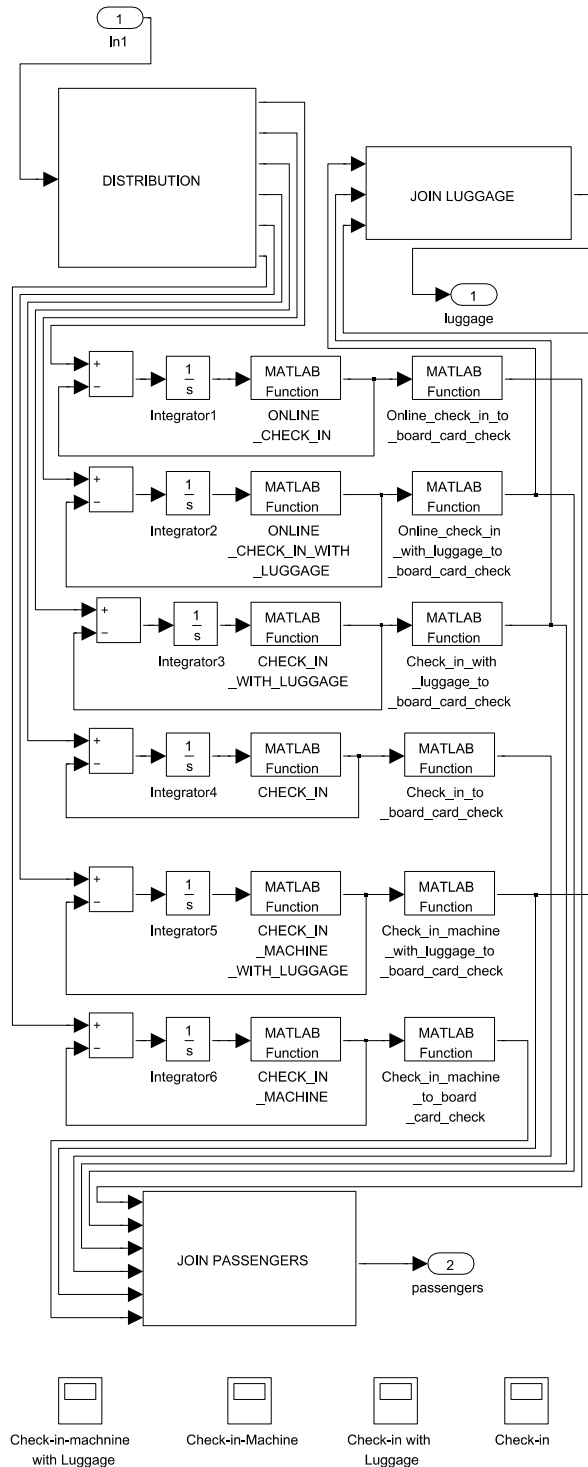 1
In1
DISTRIBUTION
JOIN LUGGAGE
1
luggage
+
−
1
s
Integrator1
MATLAB
Function
ONLINE
_CHECK_IN
MATLAB
Function
Online_check_in_to
_board_card_check
+
−
1
s
Integrator2
MATLAB
Function
ONLINE
_CHECK_IN_WITH
_LUGGAGE
MATLAB
Function
Online_check_in
_with_luggage_to
_board_card_check
+
−
1
s
Integrator3
MATLAB
Function
CHECK_IN
_WITH_LUGGAGE
MATLAB
Function
Check_in_with
_luggage_to
_board_card_check
+
−
1
s
Integrator4
MATLAB
Function
CHECK_IN
MATLAB
Function
Check_in_to
_board_card_check
+
−
1
s
Integrator5
MATLAB
Function
CHECK_IN
_MACHINE
_WITH_LUGGAGE
MATLAB
Function
Check_in_machine
_with_luggage_to
_board_card_check
+
−
1
s
Integrator6
MATLAB
Function
CHECK_IN
_MACHINE
MATLAB
Function
Check_in_machine
_to_board
_card_check
JOIN PASSENGERS
2
passengers
Check-in-machnine
with Luggage
Check-in-Machine
Check-in with
Luggage
Check-in